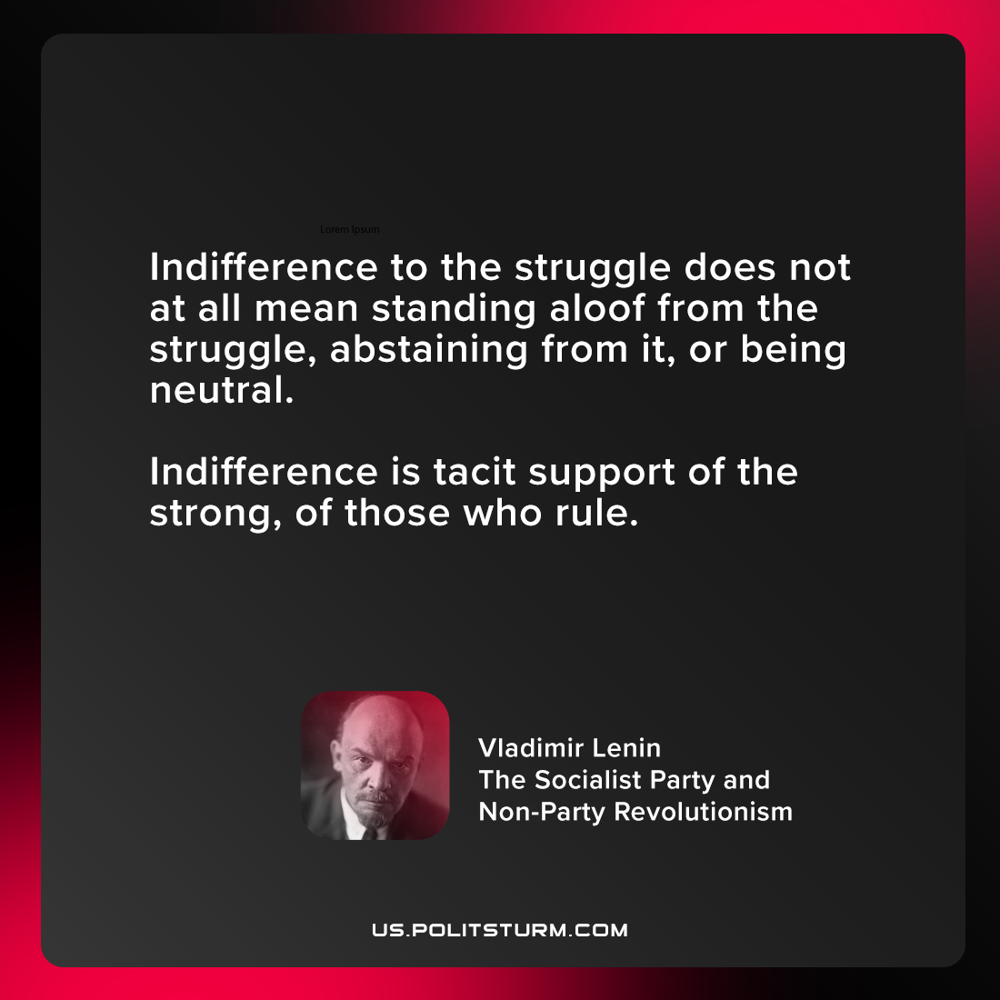 Lorem Ipsum
Indifference to the struggle does not
at all mean standing aloof from the
struggle, abstaining from it, or being
neutral.
Indifference is tacit support of the
strong, of those who rule.
Vladimir Lenin
The Socialist Party and
Non-Party Revolutionism
US.POLITSTURM.COM